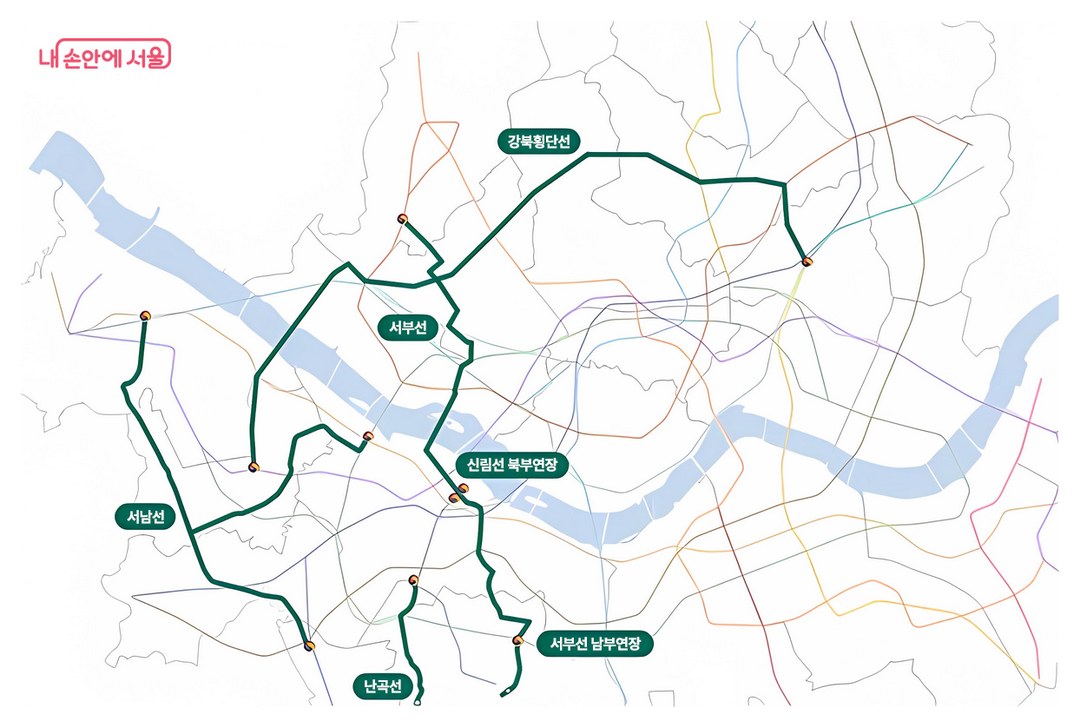 내 손안에 서울
강북횡단선
서부선
신림선 북부연장
서남선
서부선 남부연장
난곡선